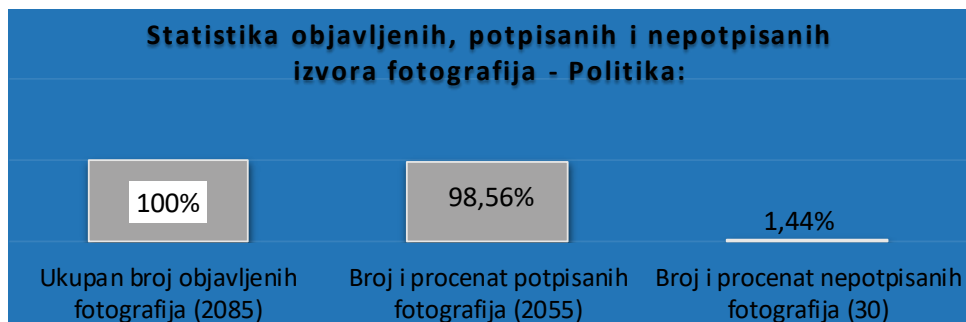 Statistika objavljenih, potpisanih i nepotpisanih
izvora fotografija - Politika:
100%
98,56%
1,44%
Ukupan broj objavljenih
fotografija (2085)
Broj i procenat potpisanih
fotografija (2055)
Broj i procenat nepotpisanih
fotografija (30)